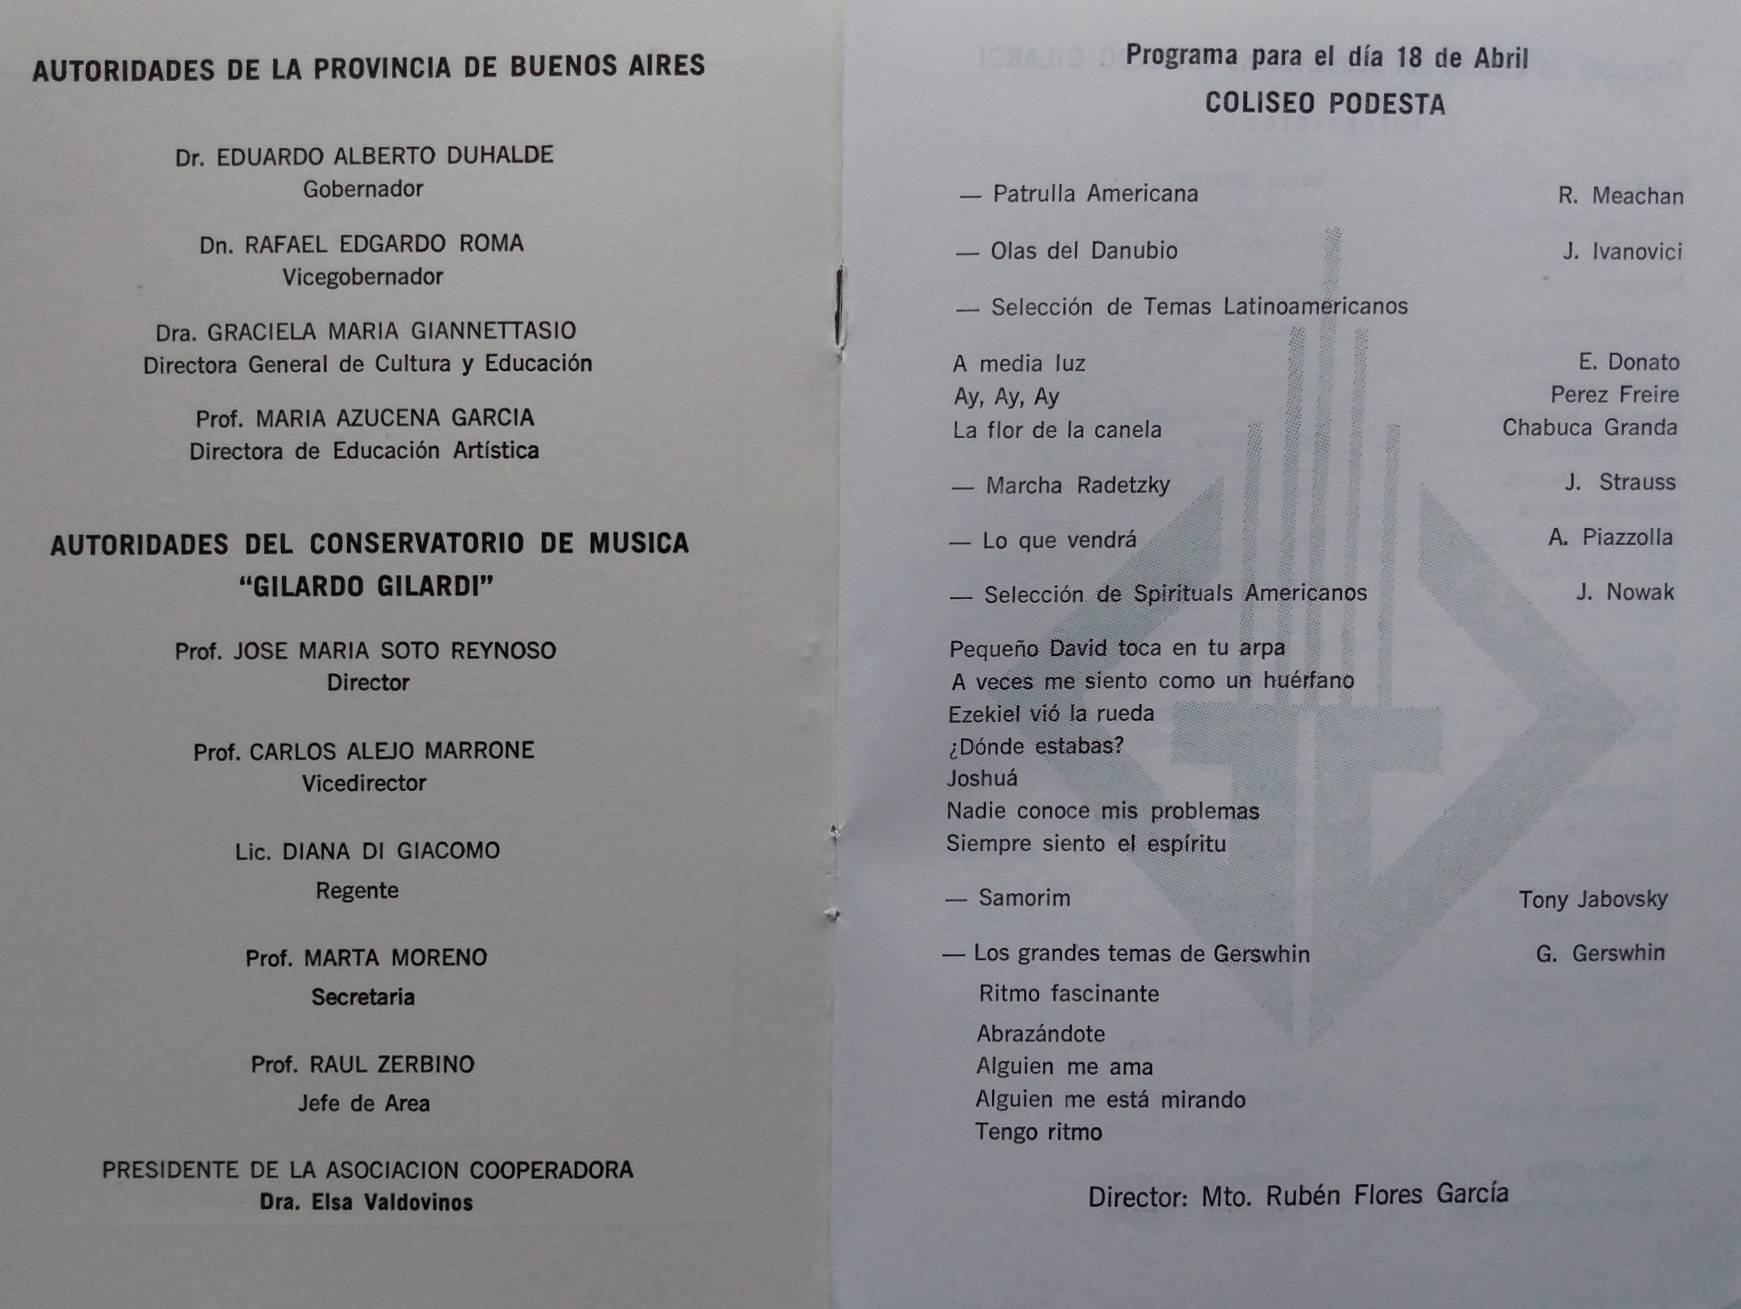 AUTORIDADES DE LA PROVINCIA DE BUENOS AIRES
Dr. EDUARDO ALBERTO DUHALDE
Gobernador
Dn. RAFAEL EDGARDO ROMA
Vicegobernador
Dra. GRACIELA MARIA GIANNETTASIO
Directora General de Cultura y Educación
Prof. MARIA AZUCENA GARCIA
Directora de Educación Artística
AUTORIDADES DEL CONSERVATORIO DE MUSICA
“GILARDO GILARDI”
Prof. JOSE MARIA SOTO REYNOSO
Director
Prof. CARLOS ALEJO MARRONE
Vicedirector
Lic. DIANA DI GIACOMO
Regente
Prof. MARTA MORENO
Secretaria
Prof. RAUL ZERBINO
Jefe de Area
PRESIDENTE DE LA ASOCIACION COOPERADORA
Dra. Elsa Valdovinos
Programa para el día 18 de Abril
COLISEO PODESTA
— Patrulla Americana R. Meachan
— Olas del Danubio J. Ivanovici
— Selección de Temas Latinoamericanos
A media luz E. Donato
Ay, Ay, Ay Perez Freire
La flor de la canela Chabuca Granda
— Marcha Radetzky J. Strauss
— Lo que vendrá A. Piazzolla
— Selección de Spirituals Americanos J. Nowak
Pequeño David toca en tu arpa
A veces me siento como un huérfano
Ezekiel vió la rueda
¿Dónde estabas?
Joshuá
Nadie conoce mis problemas
Siempre siento el espíritu
— Samorim Tony Jabovsky
— Los grandes temas de Gerswhin G. Gerswhin
Ritmo fascinante
Abrazándote
Alguien me ama
Alguien me está mirando
Tengo ritmo
Director: Mto. Rubén Flores García